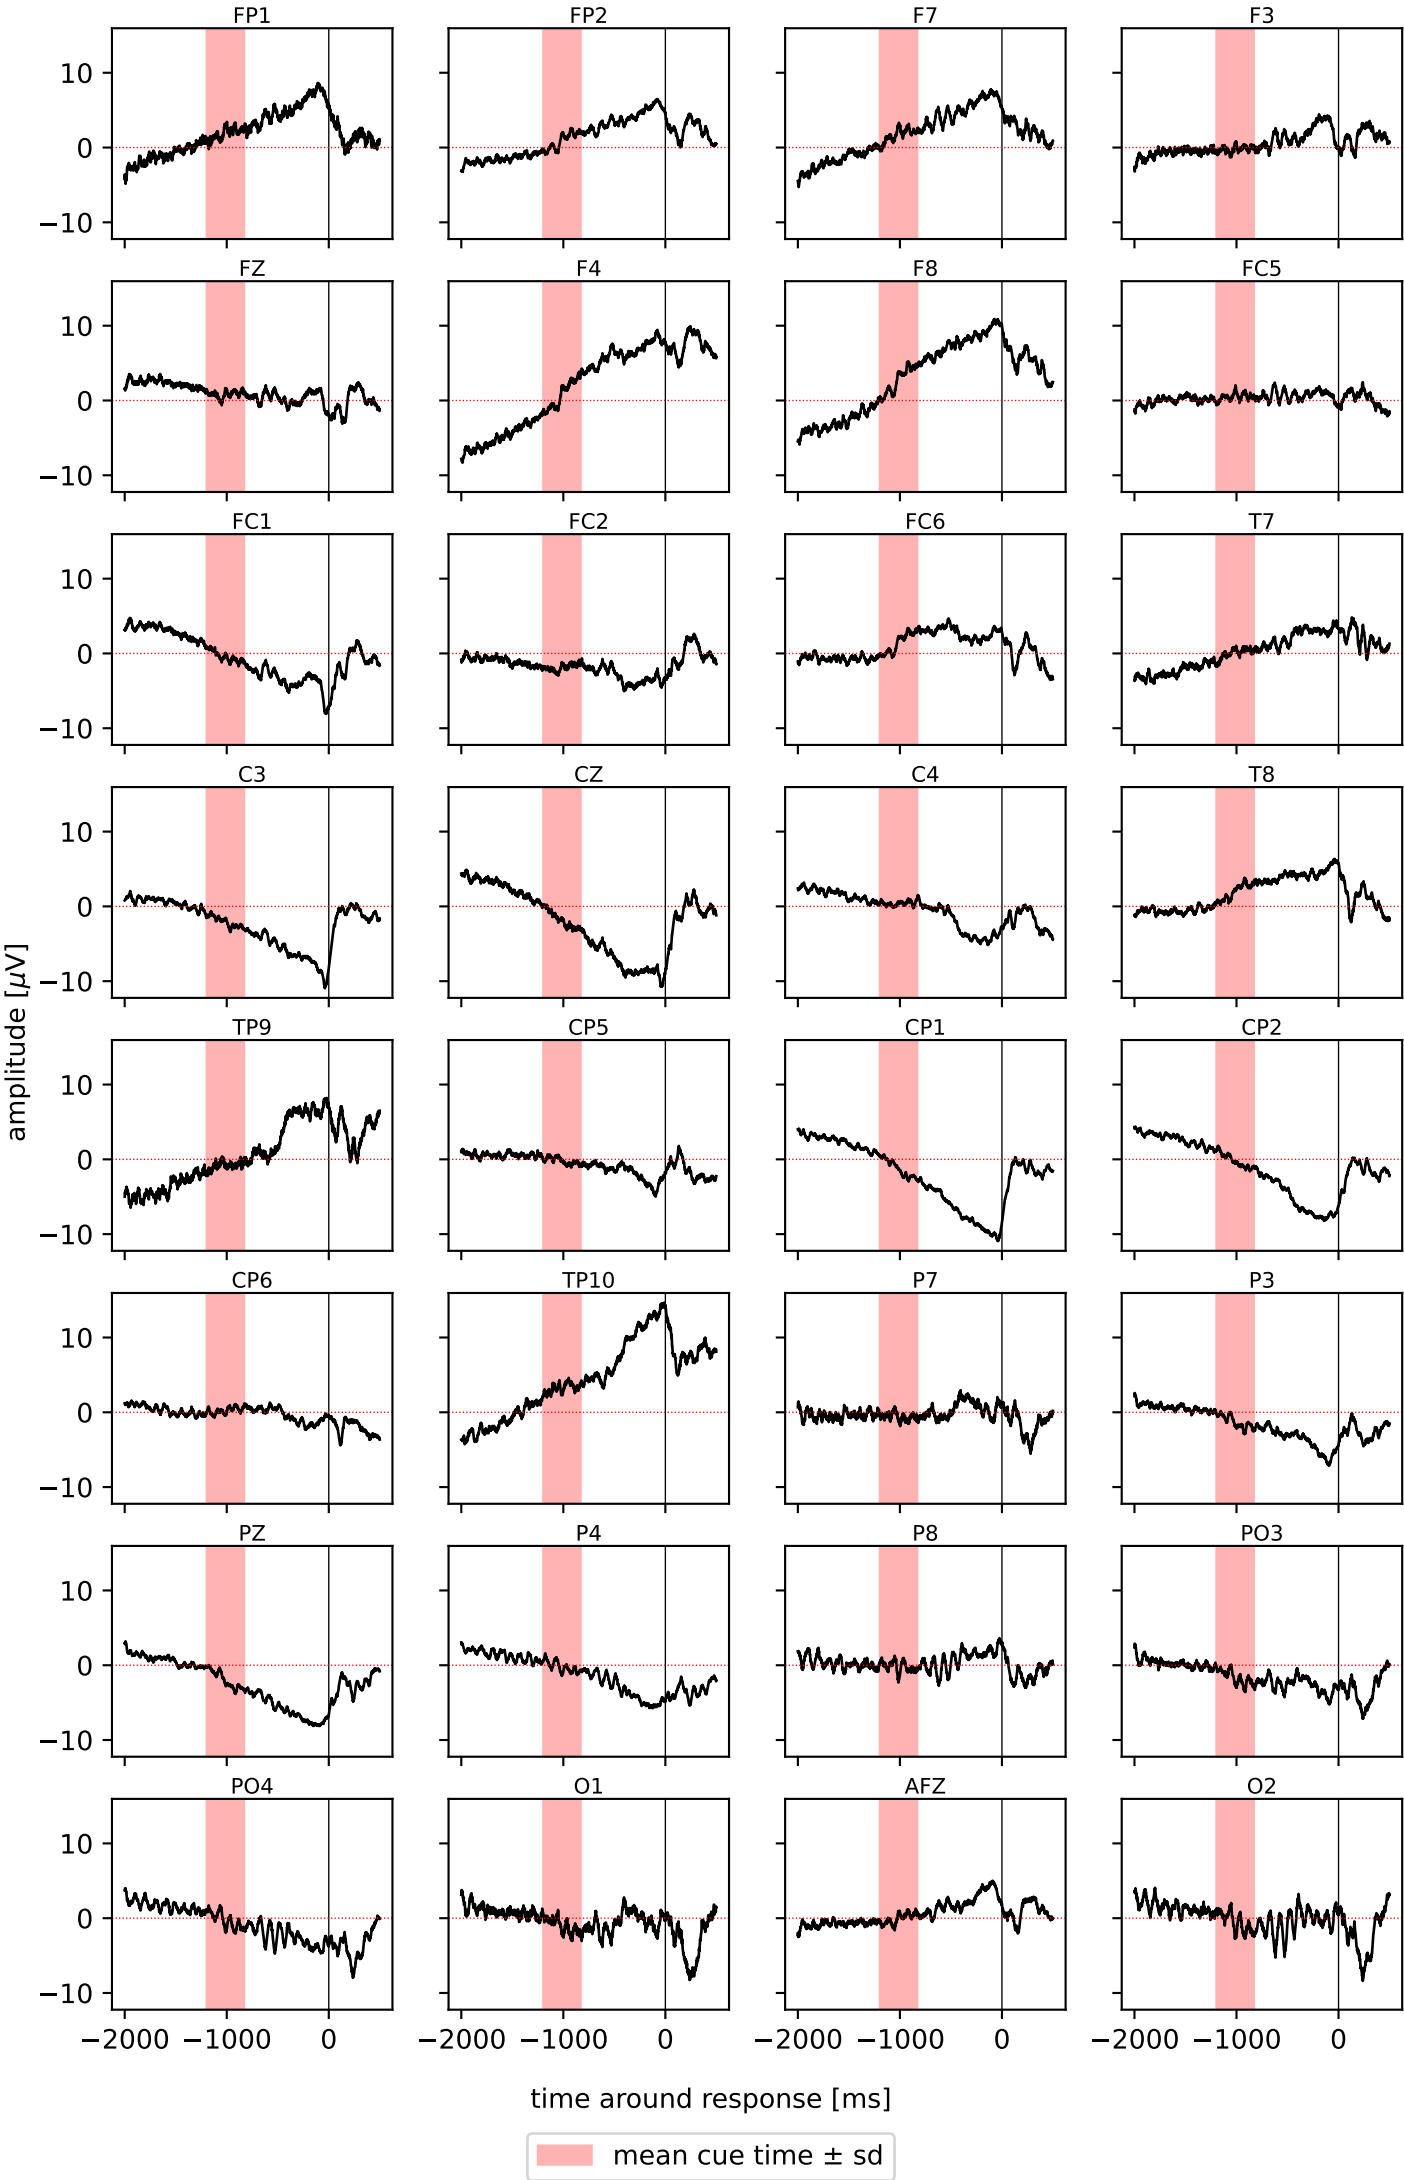 FP1 FP2 F7 F3
10
0
−10
FZ F4 F8 FC5
10
0
−10
FC1 FC2 FC6 T7
10
0
−10
C3 CZ C4 T8
10
0
−10
amplitude [μV]
TP9 CP5 CP1 CP2
10
0
−10
CP6 TP10 P7 P3
10
0
−10
PZ P4 P8 PO3
10
0
−10
PO4 O1 AFZ O2
10
0
−10
−2000 −1000 0 −2000 −1000 0 −2000 −1000 0 −2000 −1000 0
time around response [ms]
mean cue time ± sd